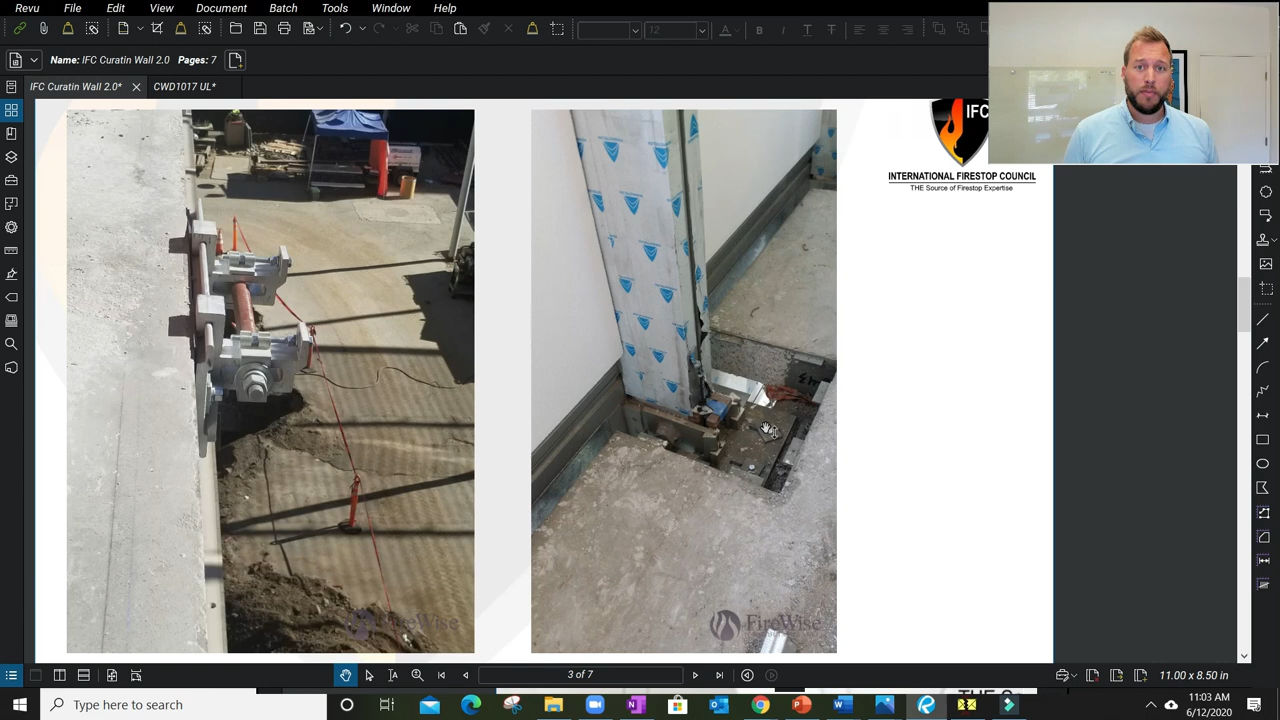 Revu File Edit View Document Batch Tools Window Help
12 A B I T T
Name: IFC Curatin Wall 2.0 Pages: 7
IFC Curatin Wall 2.0* CWD1017 UL*
IFC
INTERNATIONAL FIRESTOP COUNCIL
THE Source of Firestop Expertise
FireWise
FireWise
3 of 7
11.00 x 8.50 in
Type here to search
11:03 AM
6/12/2020